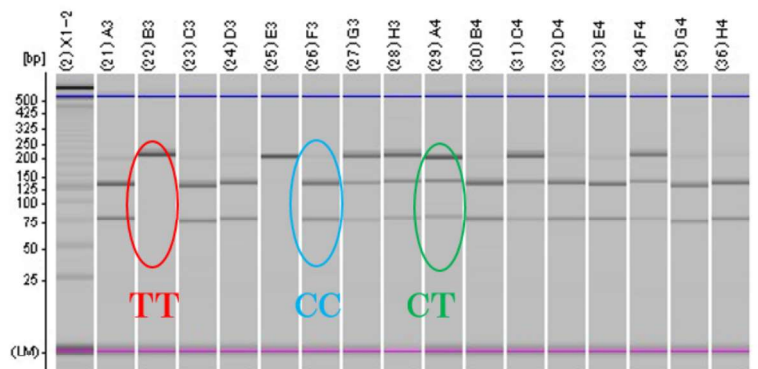 (2) X1-2
(21) A3
(22) B3
(23) C3
(24) D3
(25) E3
(26) F3
(27) G3
(28) H3
(29) A4
(30) B4
(31) C4
(32) D4
(33) E4
(34) F4
(35) G4
(36) H4
[bp]
500
425
325
250
200
150
125
100
75
50
25
(LM)
TT
CC
CT